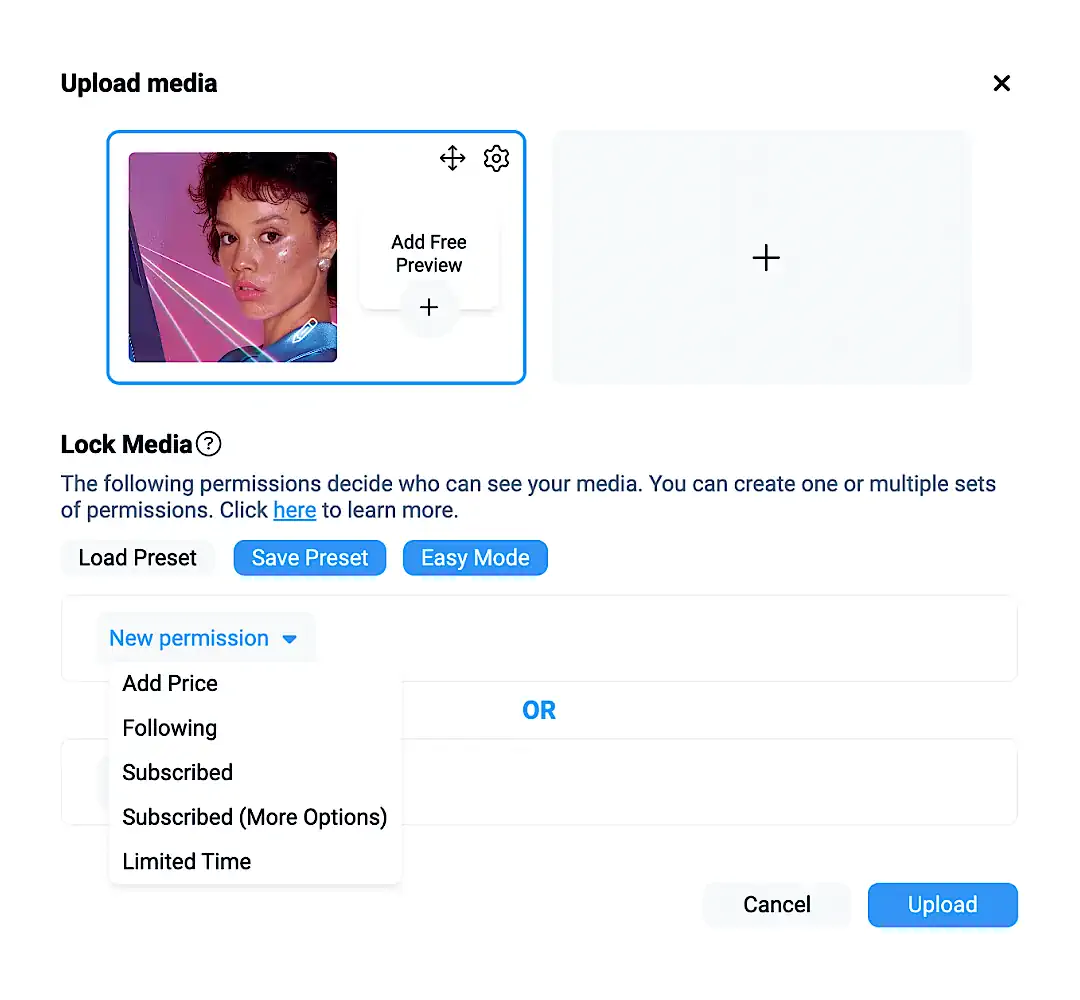 Upload media
Add Free
Preview
Lock Media
The following permissions decide who can see your media. You can create one or multiple sets
of permissions. Click here to learn more.
Load Preset
Save Preset
Easy Mode
New permission
Add Price
Following
Subscribed
Subscribed (More Options)
Limited Time
OR
Cancel
Upload